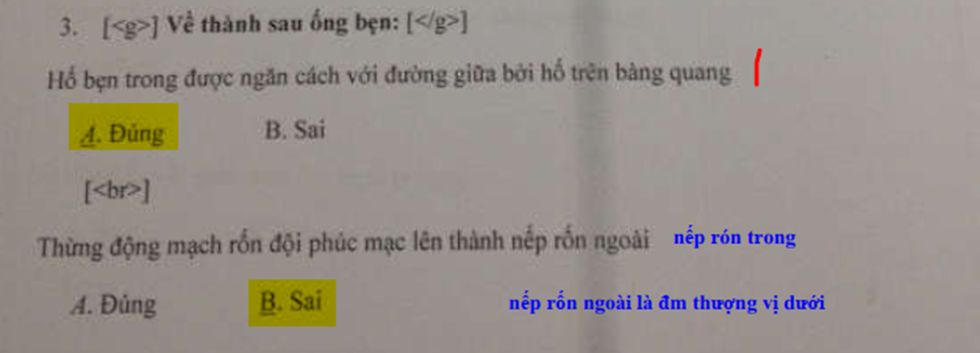 3. [<g>] Về thành sau ống bẹn: [</g>]
Hố bẹn trong được ngăn cách với đường giữa bởi hố trên bàng quang
A. Đúng B. Sai
[<br>]
Thừng động mạch rốn đội phúc mạc lên thành nếp rốn ngoài nếp rón trong
A. Đúng B. Sai nếp rốn ngoài là đm thượng vị dưới